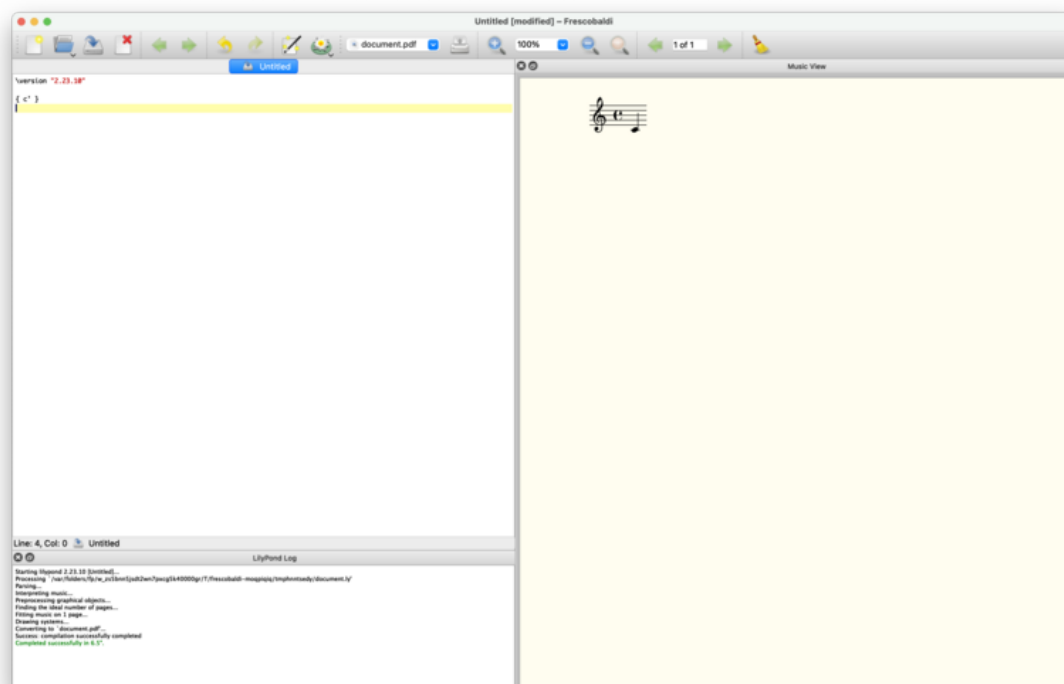 Untitled [modified] – Frescobaldi
document.pdf
100%
1 of 1
Untitled
Music View
\version "2.23.10"
{ c' }
Line: 4, Col: 0 Untitled
LilyPond Log
Starting lilypond 2.23.10 [Untitled]...
Processing
Parsing...
Interpreting music...
Preprocessing graphical objects...
Finding the ideal number of pages...
Fitting music on 1 page...
Drawing systems...
Converting to `document.pdf'...
Success: compilation successfully completed
Completed successfully in 6.5".